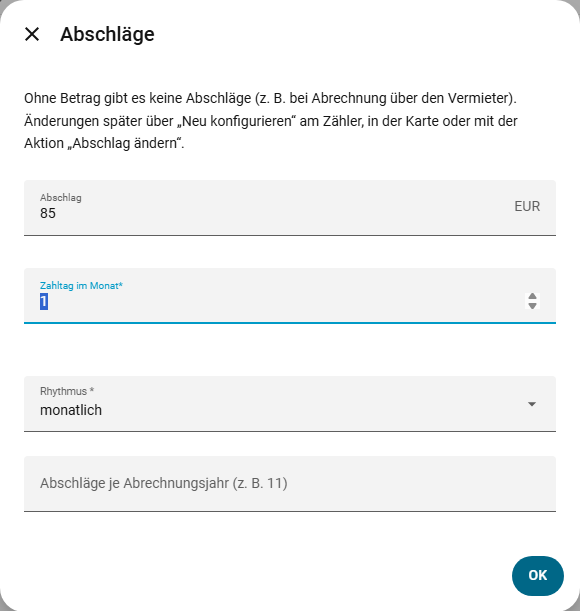 Abschläge
Ohne Betrag gibt es keine Abschläge (z. B. bei Abrechnung über den Vermieter).
Änderungen später über „Neu konfigurieren“ am Zähler, in der Karte oder mit der
Aktion „Abschlag ändern“.
Abschlag
85
EUR
Zahltag im Monat*
1
Rhythmus *
monatlich
Abschläge je Abrechnungsjahr (z. B. 11)
OK